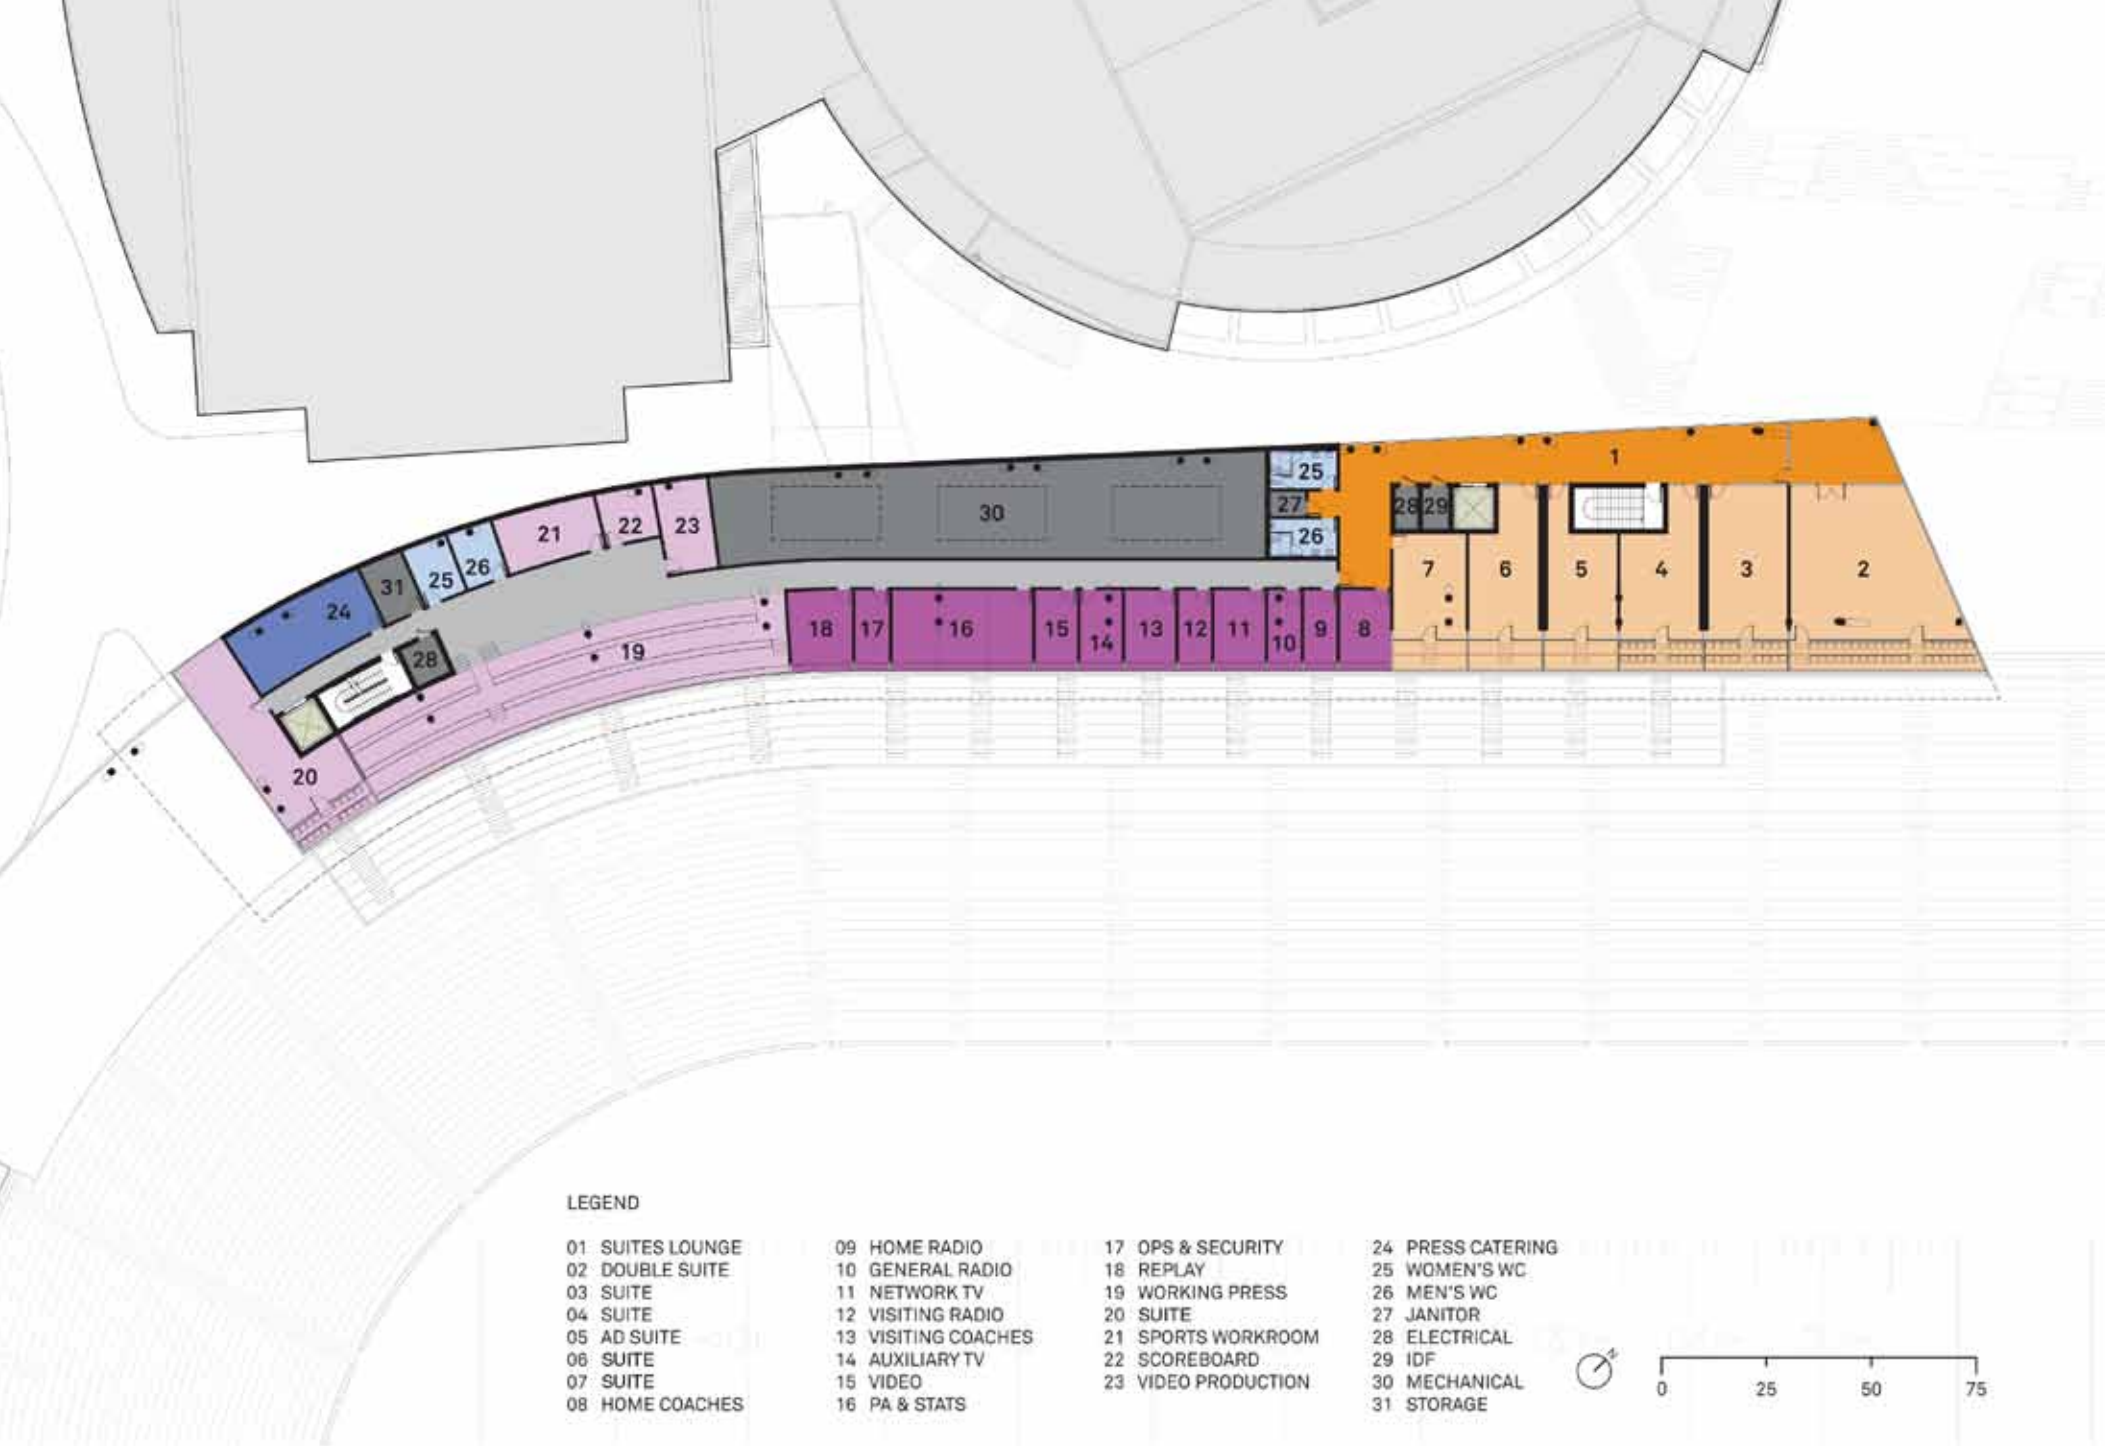 1
25
30
27
28
29
21
22
23
26
31
25
26
24
7
6
5
4
3
2
18
17
16
15
14
13
12
11
10
9
8
19
28
20
LEGEND
01 SUITES LOUNGE
02 DOUBLE SUITE
03 SUITE
04 SUITE
05 AD SUITE
06 SUITE
07 SUITE
08 HOME COACHES
09 HOME RADIO
10 GENERAL RADIO
11 NETWORK TV
12 VISITING RADIO
13 VISITING COACHES
14 AUXILIARY TV
15 VIDEO
16 PA & STATS
17 OPS & SECURITY
18 REPLAY
19 WORKING PRESS
20 SUITE
21 SPORTS WORKROOM
22 SCOREBOARD
23 VIDEO PRODUCTION
24 PRESS CATERING
25 WOMEN'S WC
26 MEN'S WC
27 JANITOR
28 ELECTRICAL
29 IDF
30 MECHANICAL
31 STORAGE
N
0 25 50 75